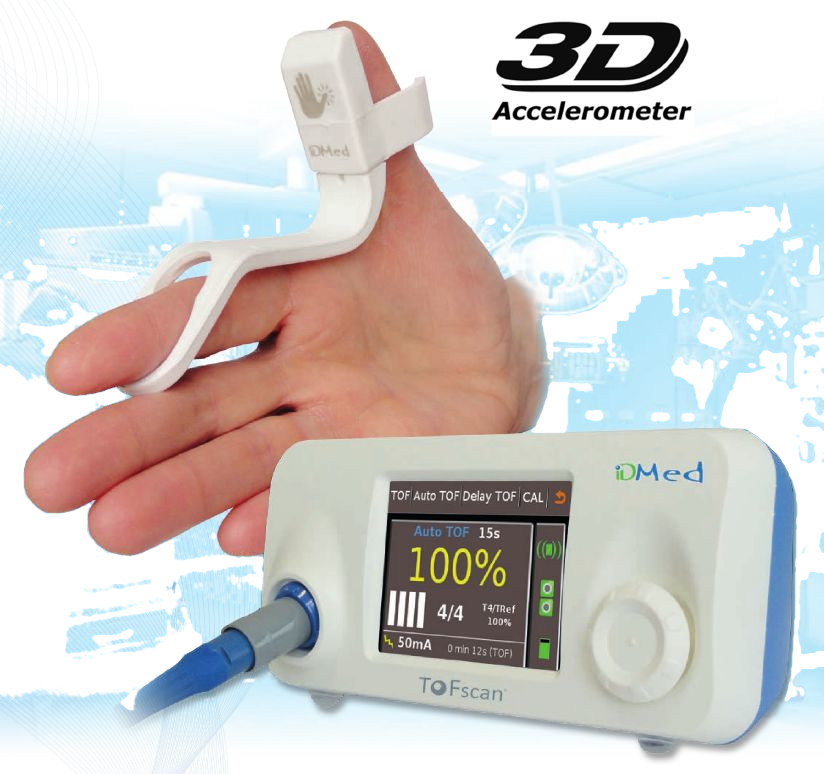 3D
Accelerometer
iDMed
iDMed
TOF Auto TOF Delay TOF CAL
Auto TOF 15s
100%
4/4
T4/TRef
100%
50mA 0 min 12s (TOF)
TOFscan